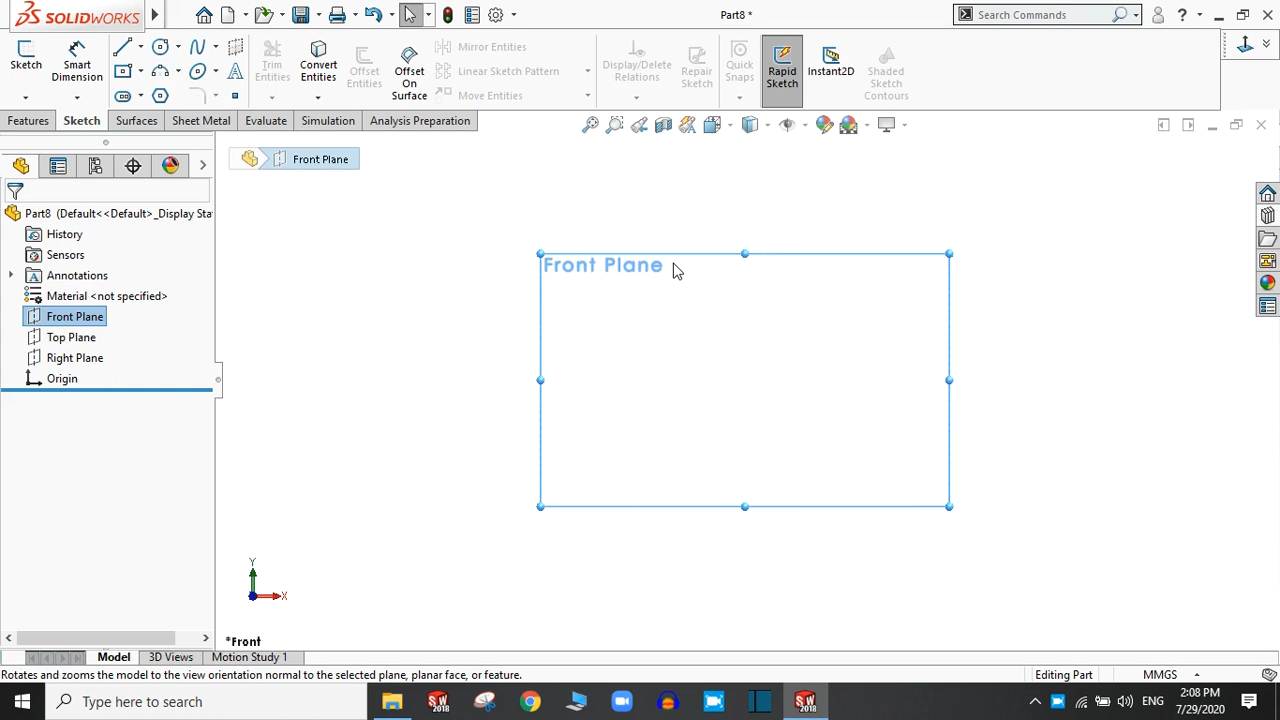 SOLIDWORKS
Part8 *
Search Commands
?
Sketch
Smart Dimension
Trim Entities
Convert Entities
Offset Entities
Offset On Surface
Mirror Entities
Linear Sketch Pattern
Move Entities
Display/Delete Relations
Repair Sketch
Quick Snaps
Rapid Sketch
Instant2D
Shaded Sketch Contours
Features
Sketch
Surfaces
Sheet Metal
Evaluate
Simulation
Analysis Preparation
Front Plane
Part8 (Default<<Default>_Display Sta
History
Sensors
Annotations
Material <not specified>
Front Plane
Top Plane
Right Plane
Origin
Front Plane
Y
X
*Front
Model
3D Views
Motion Study 1
Rotates and zooms the model to the view orientation normal to the selected plane, planar face, or feature.
Editing Part
MMGS
Type here to search
SW 2018
SW 2018
ENG
2:08 PM
7/29/2020